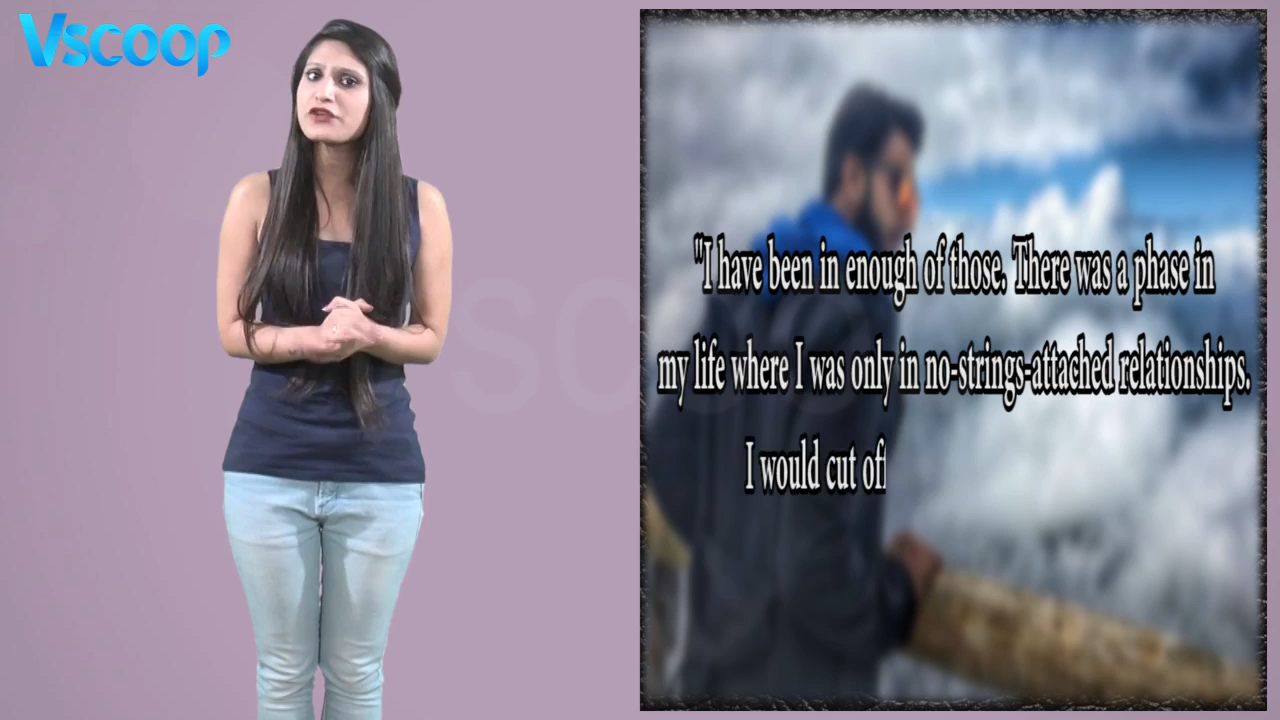 Vscoop
"I have been in enough of those. There was a phase in
my life where I was only in no-strings-attached relationships.
I would cut off